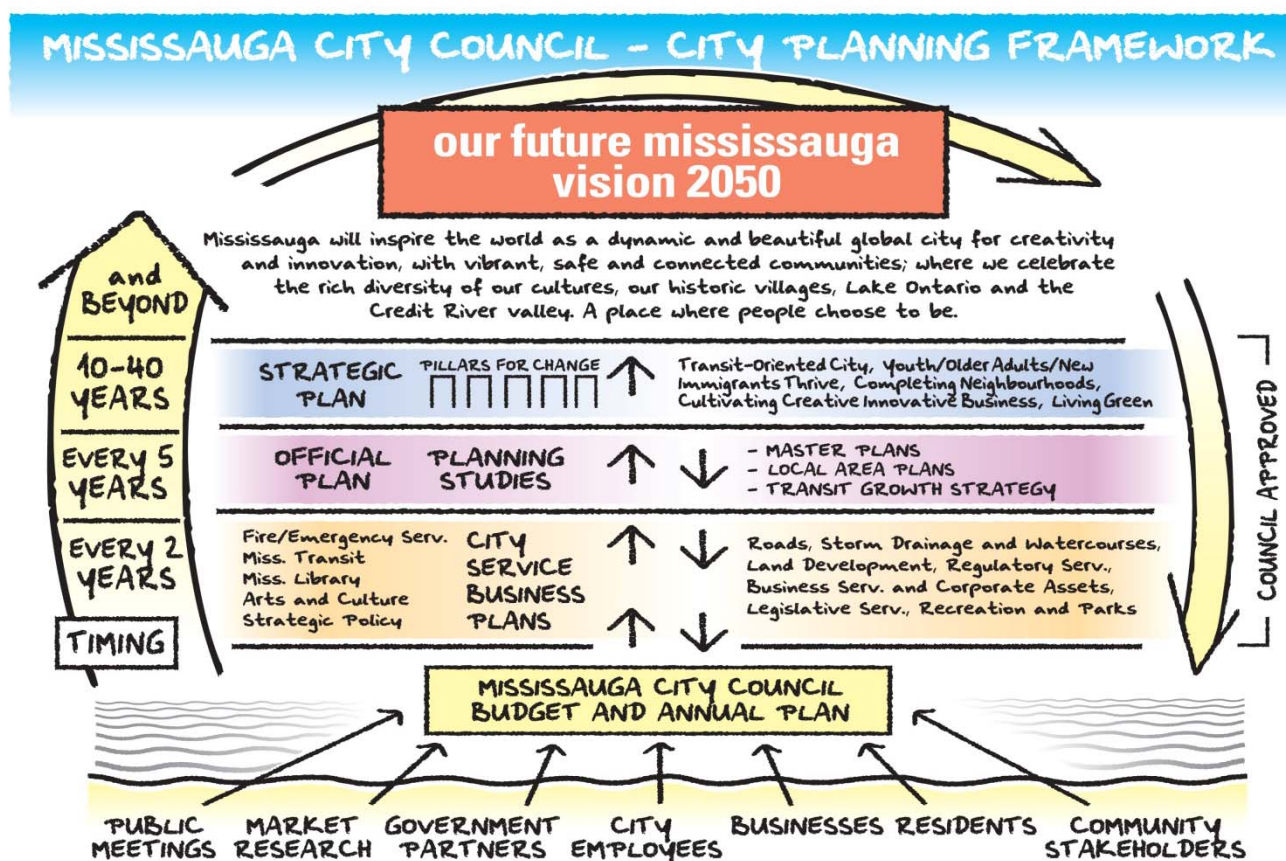 MISSISSAUGA CITY COUNCIL – CITY PLANNING FRAMEWORK
our future mississauga
vision 2050
Mississauga will inspire the world as a dynamic and beautiful global city for creativity
and innovation, with vibrant, safe and connected communities; where we celebrate
the rich diversity of our cultures, our historic villages, Lake Ontario and the
Credit River valley. A place where people choose to be.
and
BEYOND
10-40
YEARS
STRATEGIC
PLAN
PILLARS FOR CHANGE
Transit-Oriented City, Youth/Older Adults/New
Immigrants Thrive, Completing Neighbourhoods,
Cultivating Creative Innovative Business, Living Green
EVERY 5
YEARS
OFFICIAL
PLAN
PLANNING
STUDIES
- MASTER PLANS
- LOCAL AREA PLANS
- TRANSIT GROWTH STRATEGY
EVERY 2
YEARS
Fire/Emergency Serv.
Miss. Transit
Miss. Library
Arts and Culture
Strategic Policy
CITY
SERVICE
BUSINESS
PLANS
Roads, Storm Drainage and Watercourses,
Land Development, Regulatory Serv.,
Business Serv. and Corporate Assets,
Legislative Serv., Recreation and Parks
COUNCIL APPROVED
TIMING
MISSISSAUGA CITY COUNCIL
BUDGET AND ANNUAL PLAN
PUBLIC
MEETINGS
MARKET
RESEARCH
GOVERNMENT
PARTNERS
CITY
EMPLOYEES
BUSINESSES
RESIDENTS
COMMUNITY
STAKEHOLDERS